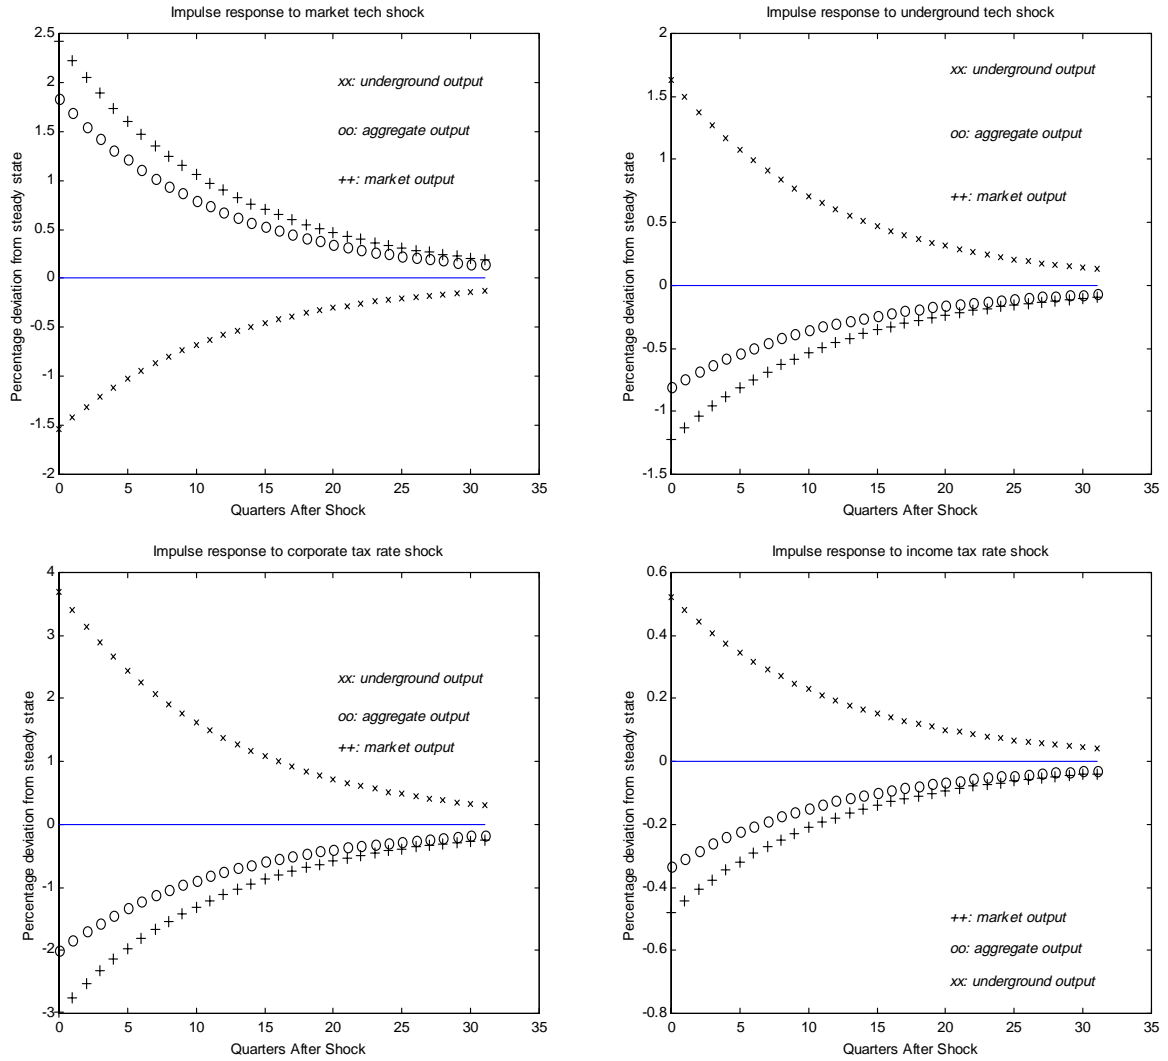 Impulse response to market tech shock
2.5
2
1.5
1
0.5
0
-0.5
-1
-1.5
-2
Percentage deviation from steady state
xx: underground output
oo: aggregate output
++: market output
0 5 10 15 20 25 30 35
Quarters After Shock
Impulse response to underground tech shock
2
1.5
1
0.5
0
-0.5
-1
-1.5
Percentage deviation from steady state
xx: underground output
oo: aggregate output
++: market output
0 5 10 15 20 25 30 35
Quarters After Shock
Impulse response to corporate tax rate shock
4
3
2
1
0
-1
-2
-3
Percentage deviation from steady state
xx: underground output
oo: aggregate output
++: market output
0 5 10 15 20 25 30 35
Quarters After Shock
Impulse response to income tax rate shock
0.6
0.4
0.2
0
-0.2
-0.4
-0.6
-0.8
Percentage deviation from steady state
++: market output
oo: aggregate output
xx: underground output
0 5 10 15 20 25 30 35
Quarters After Shock